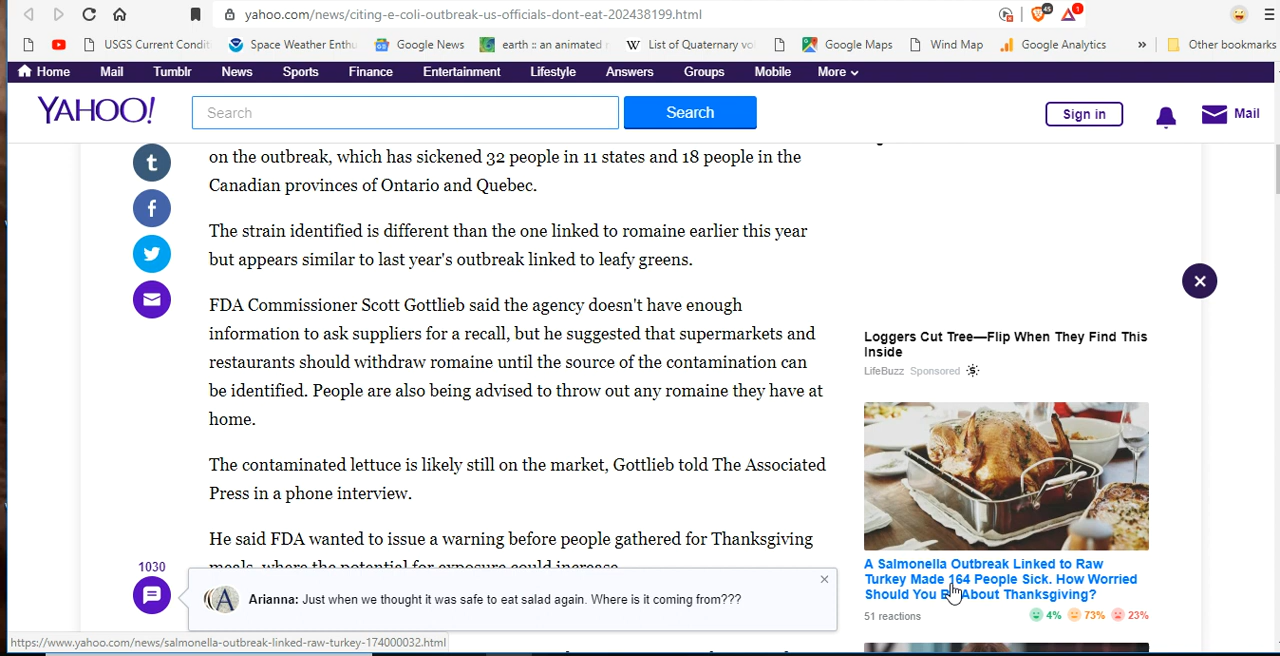 yahoo.com/news/citing-e-coli-outbreak-us-officials-dont-eat-202438199.html
45
1
USGS Current Conditi
Space Weather Enthu
Google News
earth :: an animated
List of Quaternary vo
Google Maps
Wind Map
Google Analytics
»
Other bookmarks
Home
Mail
Tumblr
News
Sports
Finance
Entertainment
Lifestyle
Answers
Groups
Mobile
More
YAHOO!
Search
Search
Sign in
Mail
on the outbreak, which has sickened 32 people in 11 states and 18 people in the
Canadian provinces of Ontario and Quebec.
The strain identified is different than the one linked to romaine earlier this year
but appears similar to last year's outbreak linked to leafy greens.
FDA Commissioner Scott Gottlieb said the agency doesn't have enough
information to ask suppliers for a recall, but he suggested that supermarkets and
restaurants should withdraw romaine until the source of the contamination can
be identified. People are also being advised to throw out any romaine they have at
home.
The contaminated lettuce is likely still on the market, Gottlieb told The Associated
Press in a phone interview.
He said FDA wanted to issue a warning before people gathered for Thanksgiving
meals, where the potential for exposure could increase.
1030
A
Arianna: Just when we thought it was safe to eat salad again. Where is it coming from???
Loggers Cut Tree—Flip When They Find This
Inside
LifeBuzz Sponsored
A Salmonella Outbreak Linked to Raw
Turkey Made 164 People Sick. How Worried
Should You Be About Thanksgiving?
51 reactions
4%
73%
23%
https://www.yahoo.com/news/salmonella-outbreak-linked-raw-turkey-174000032.html